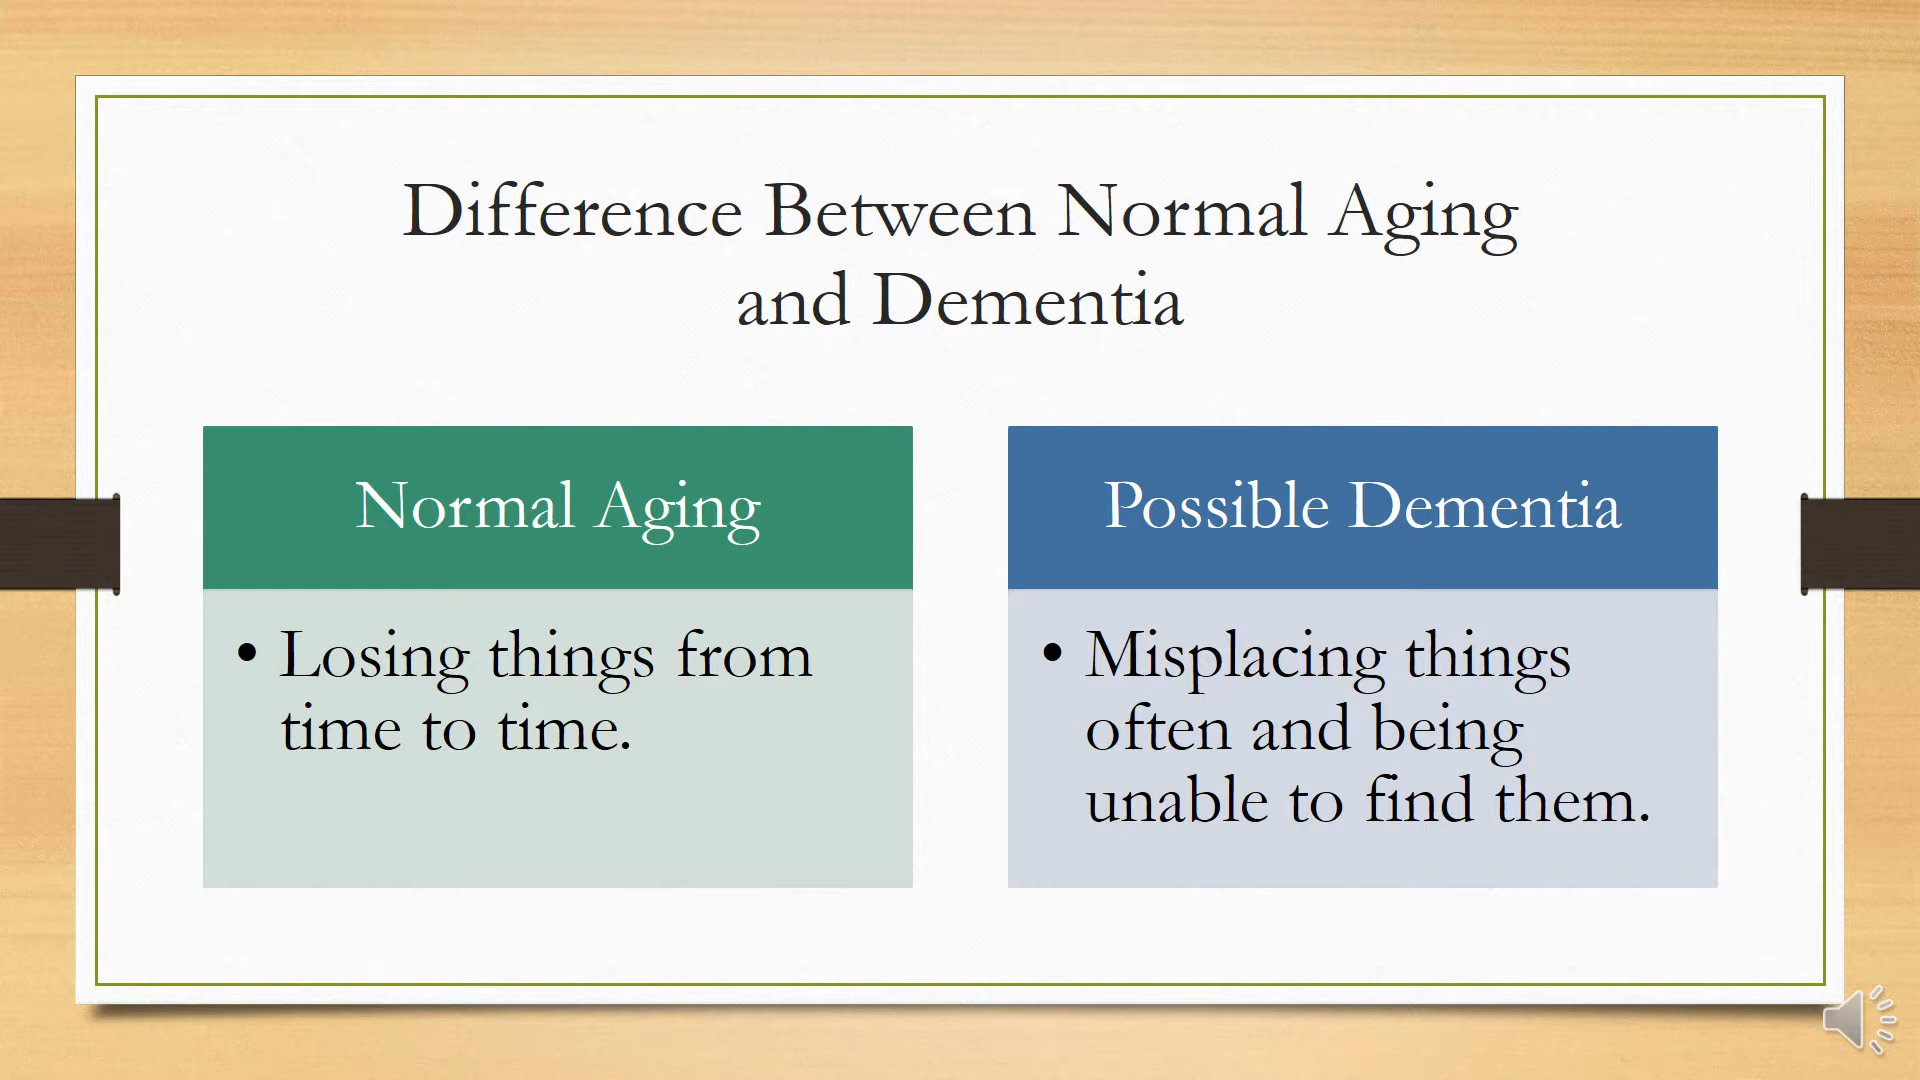 Difference Between Normal Aging
and Dementia
Normal Aging
• Losing things from
time to time.
Possible Dementia
• Misplacing things
often and being
unable to find them.